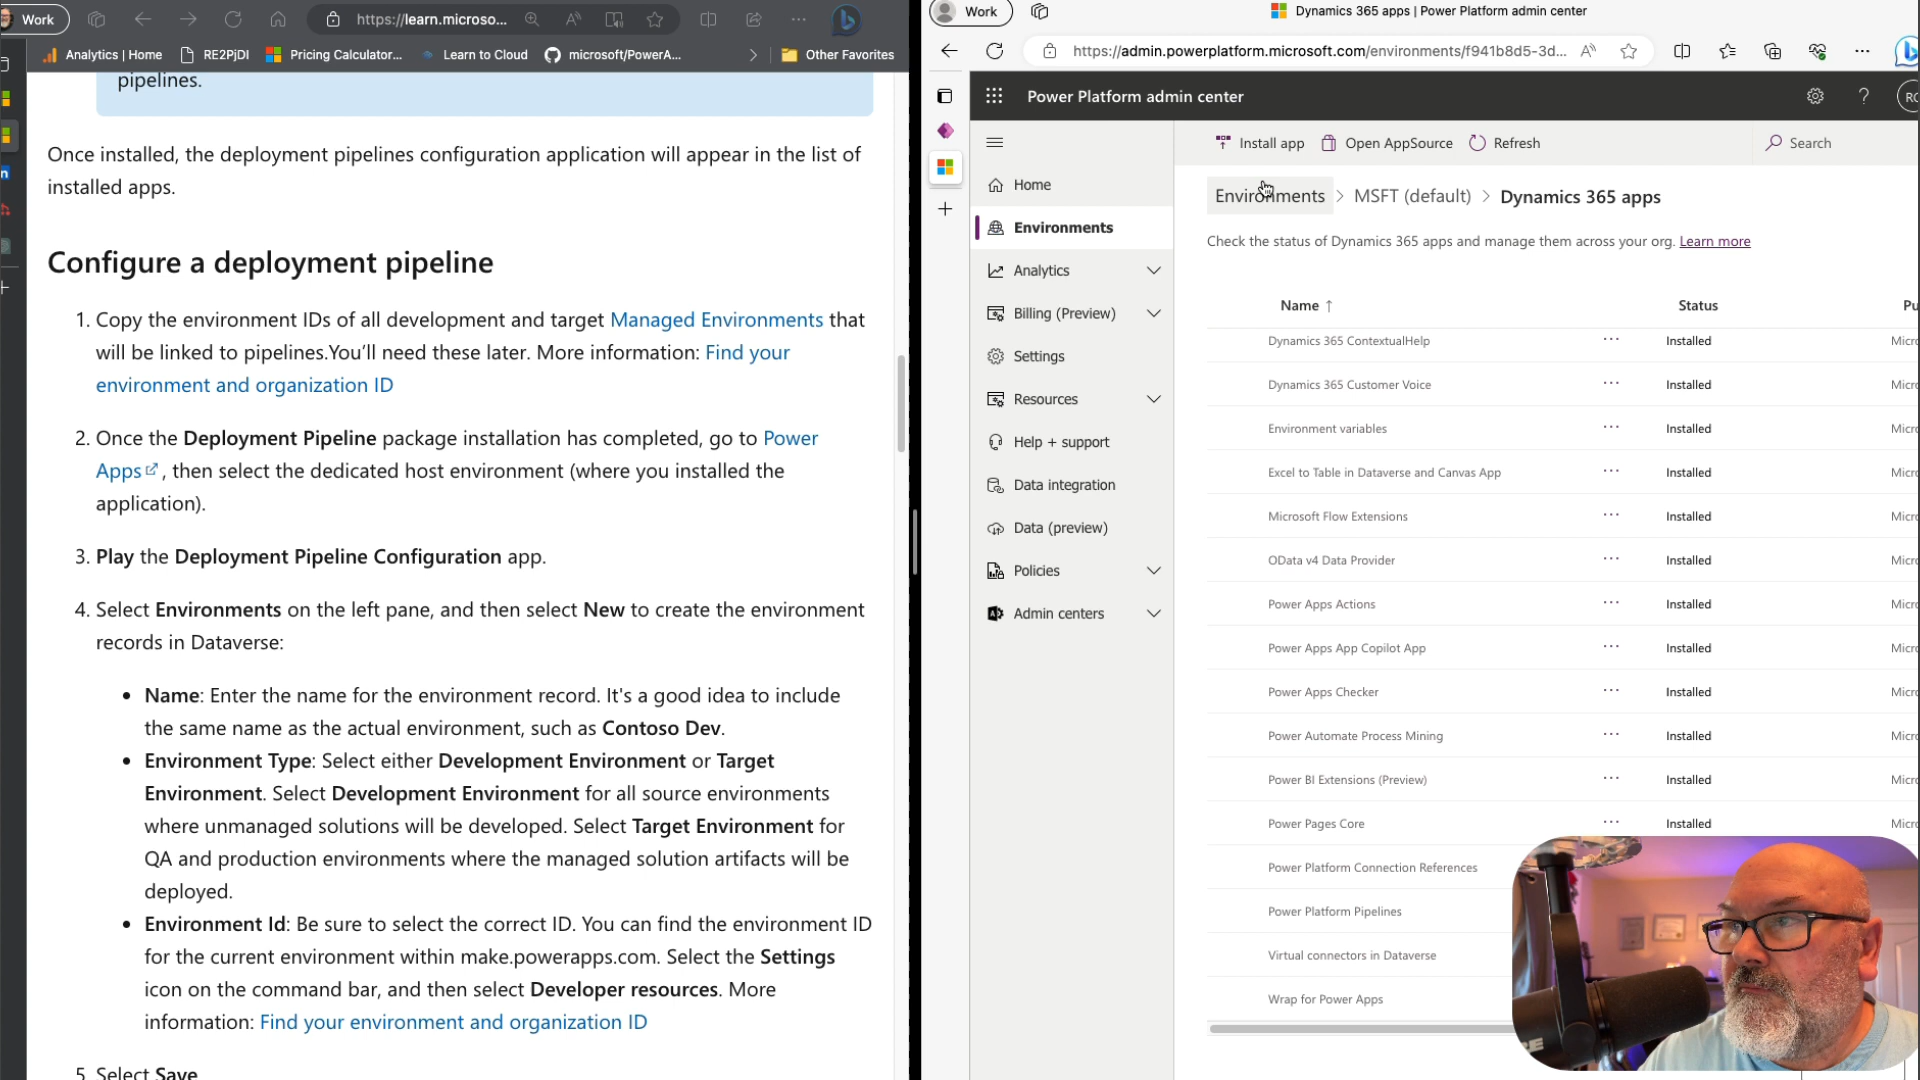 Work
https://learn.microso...
Analytics | Home
RE2PjDI
Pricing Calculator...
Learn to Cloud
microsoft/PowerA...
Other Favorites
pipelines.
Once installed, the deployment pipelines configuration application will appear in the list of
installed apps.
Configure a deployment pipeline
1. Copy the environment IDs of all development and target Managed Environments that
will be linked to pipelines.You'll need these later. More information: Find your
environment and organization ID
2. Once the Deployment Pipeline package installation has completed, go to Power
Apps, then select the dedicated host environment (where you installed the
application).
3. Play the Deployment Pipeline Configuration app.
4. Select Environments on the left pane, and then select New to create the environment
records in Dataverse:
• Name: Enter the name for the environment record. It's a good idea to include
the same name as the actual environment, such as Contoso Dev.
• Environment Type: Select either Development Environment or Target
Environment. Select Development Environment for all source environments
where unmanaged solutions will be developed. Select Target Environment for
QA and production environments where the managed solution artifacts will be
deployed.
• Environment Id: Be sure to select the correct ID. You can find the environment ID
for the current environment within make.powerapps.com. Select the Settings
icon on the command bar, and then select Developer resources. More
information: Find your environment and organization ID
5. Select Save
Work
Dynamics 365 apps | Power Platform admin center
https://admin.powerplatform.microsoft.com/environments/f941b8d5-3d...
Power Platform admin center
Home
Environments
Analytics
Billing (Preview)
Settings
Resources
Help + support
Data integration
Data (preview)
Policies
Admin centers
Install app
Open AppSource
Refresh
Search
Environments > MSFT (default) > Dynamics 365 apps
Check the status of Dynamics 365 apps and manage them across your org. Learn more
Name ↑ Status Pu
Dynamics 365 ContextualHelp ... Installed Micro
Dynamics 365 Customer Voice ... Installed Micro
Environment variables ... Installed Micro
Excel to Table in Dataverse and Canvas App ... Installed Micro
Microsoft Flow Extensions ... Installed Micro
OData v4 Data Provider ... Installed Micro
Power Apps Actions ... Installed Micro
Power Apps App Copilot App ... Installed Micro
Power Apps Checker ... Installed Micro
Power Automate Process Mining ... Installed Micro
Power BI Extensions (Preview) ... Installed Micro
Power Pages Core ... Installed Micro
Power Platform Connection References
Power Platform Pipelines
Virtual connectors in Dataverse
Wrap for Power Apps